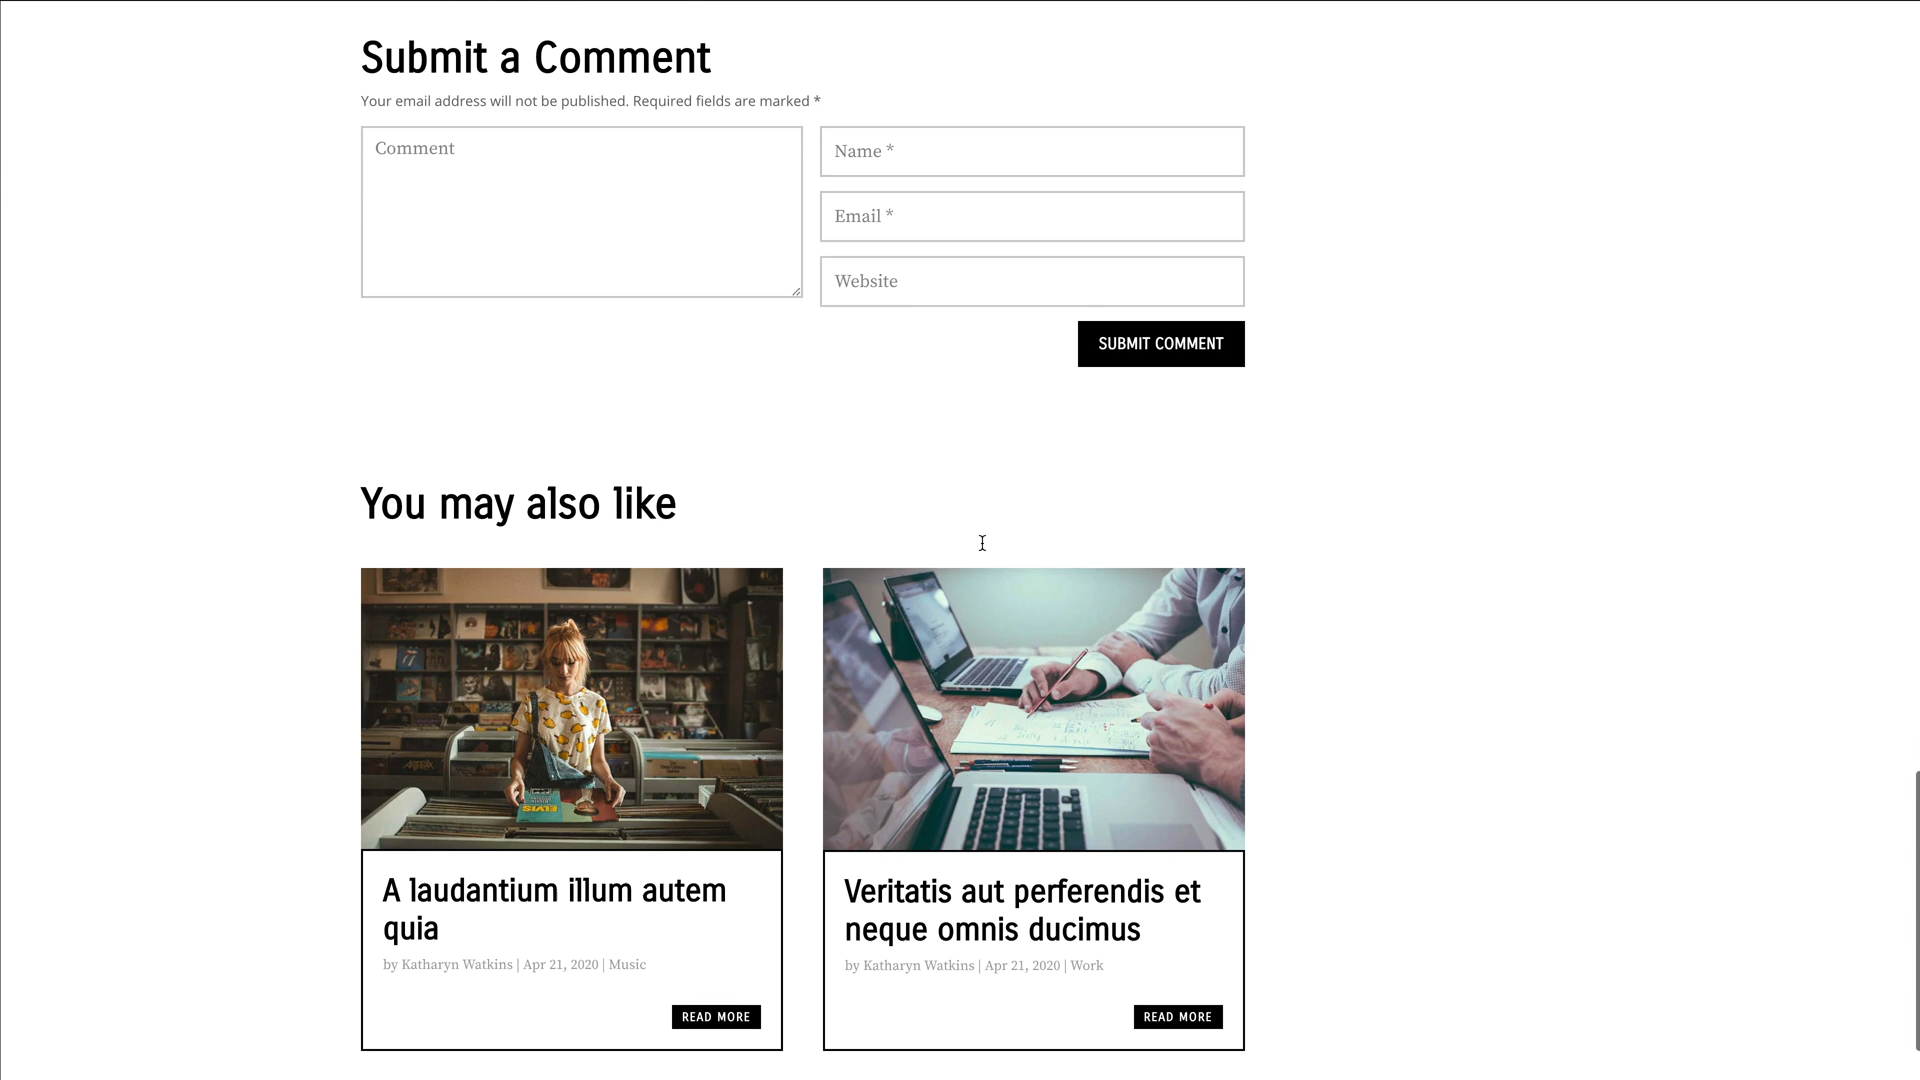 Submit a Comment
Your email address will not be published. Required fields are marked *
Comment
Name *
Email *
Website
SUBMIT COMMENT
You may also like
ELVIS
A laudantium illum autem
quia
by Katharyn Watkins | Apr 21, 2020 | Music
READ MORE
Veritatis aut perferendis et
neque omnis ducimus
by Katharyn Watkins | Apr 21, 2020 | Work
READ MORE